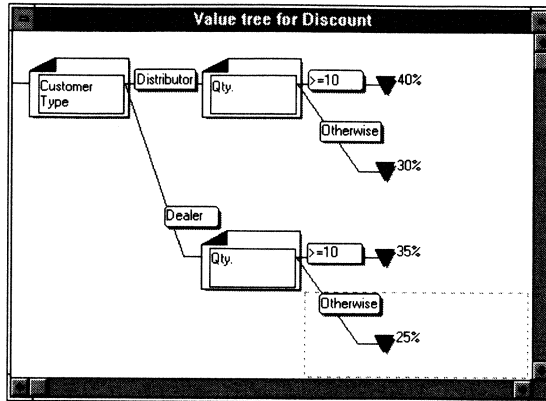 Value tree for Discount
Customer
Type
Distributor
Qty.
>=10
40%
Otherwise
30%
Dealer
Qty.
>=10
35%
Otherwise
25%